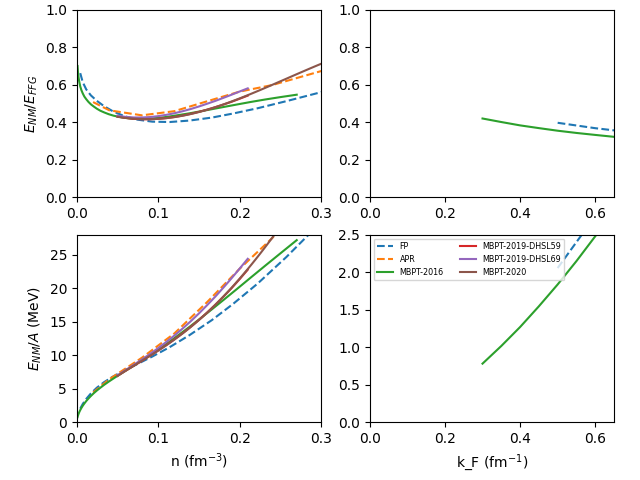 1.0
0.8
0.6
0.4
0.2
0.0
0.0 0.1 0.2 0.3
E_NM/E_FFG
1.0
0.8
0.6
0.4
0.2
0.0
0.0 0.2 0.4 0.6
25
20
15
10
5
0
0.0 0.1 0.2 0.3
E_NM/A (MeV)
n (fm⁻³)
2.5
2.0
1.5
1.0
0.5
0.0
0.0 0.2 0.4 0.6
k_F (fm⁻¹)
FP
APR
MBPT-2016
MBPT-2019-DHSL59
MBPT-2019-DHSL69
MBPT-2020